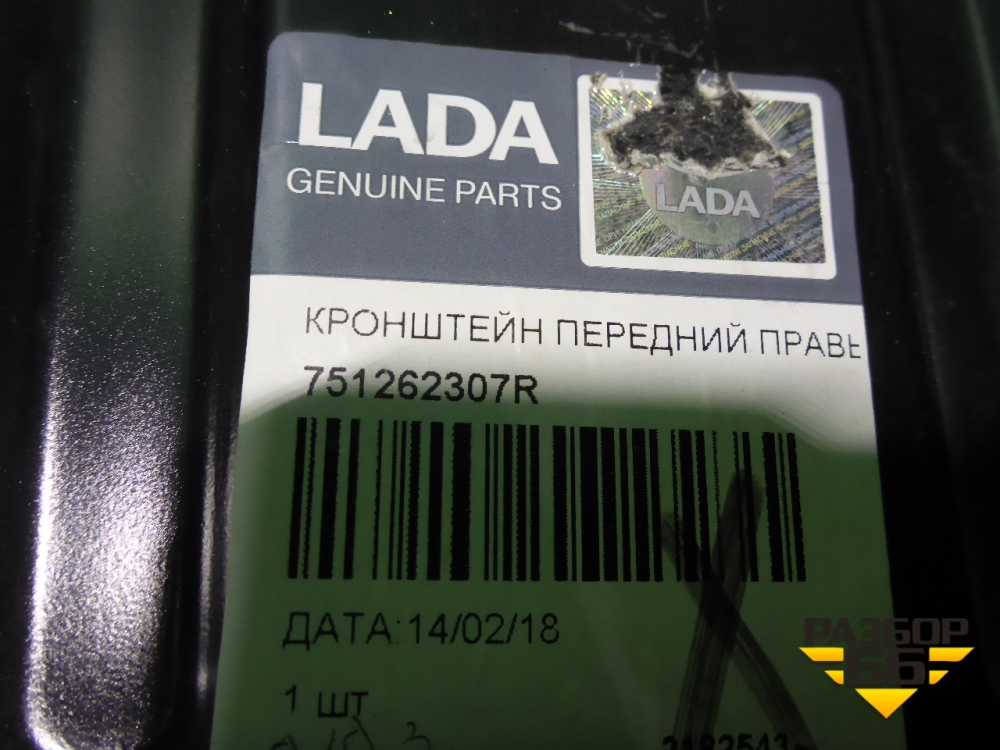 LADA
GENUINE PARTS
LADA
КРОНШТЕЙН ПЕРЕДНИЙ ПРАВЫ
751262307R
ДАТА:14/02/18
1 шт
РАЗБОР
66